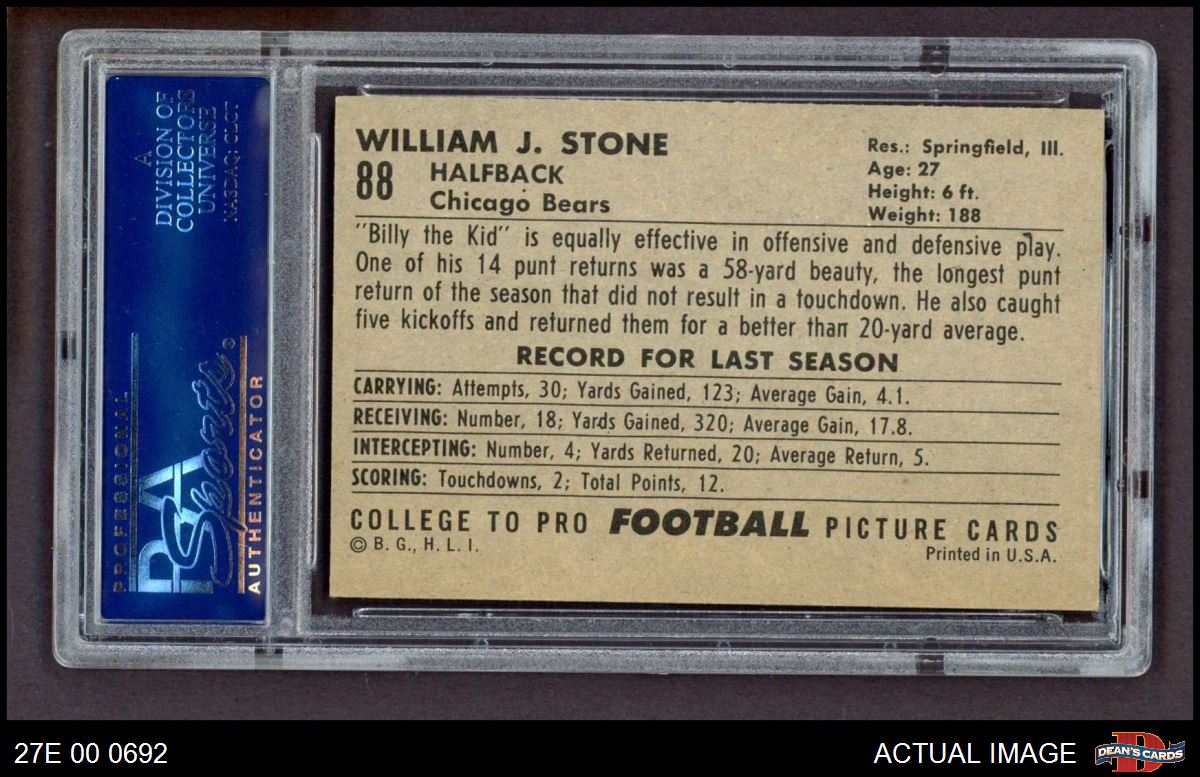 A
DIVISION OF
COLLECTORS
UNIVERSE
NASDAQ: CLCT
PROFESSIONAL
PSA
Sports®
AUTHENTICATOR
WILLIAM J. STONE
88 HALFBACK
Chicago Bears
Res.: Springfield, Ill.
Age: 27
Height: 6 ft.
Weight: 188
"Billy the Kid" is equally effective in offensive and defensive play.
One of his 14 punt returns was a 58-yard beauty, the longest punt
return of the season that did not result in a touchdown. He also caught
five kickoffs and returned them for a better than 20-yard average.
RECORD FOR LAST SEASON
CARRYING: Attempts, 30; Yards Gained, 123; Average Gain, 4.1.
RECEIVING: Number, 18; Yards Gained, 320; Average Gain, 17.8.
INTERCEPTING: Number, 4; Yards Returned, 20; Average Return, 5.
SCORING: Touchdowns, 2; Total Points, 12.
COLLEGE TO PRO FOOTBALL PICTURE CARDS
© B. G., H. L. I.
Printed in U.S.A.
27E 00 0692
ACTUAL IMAGE
DEAN'S CARDS